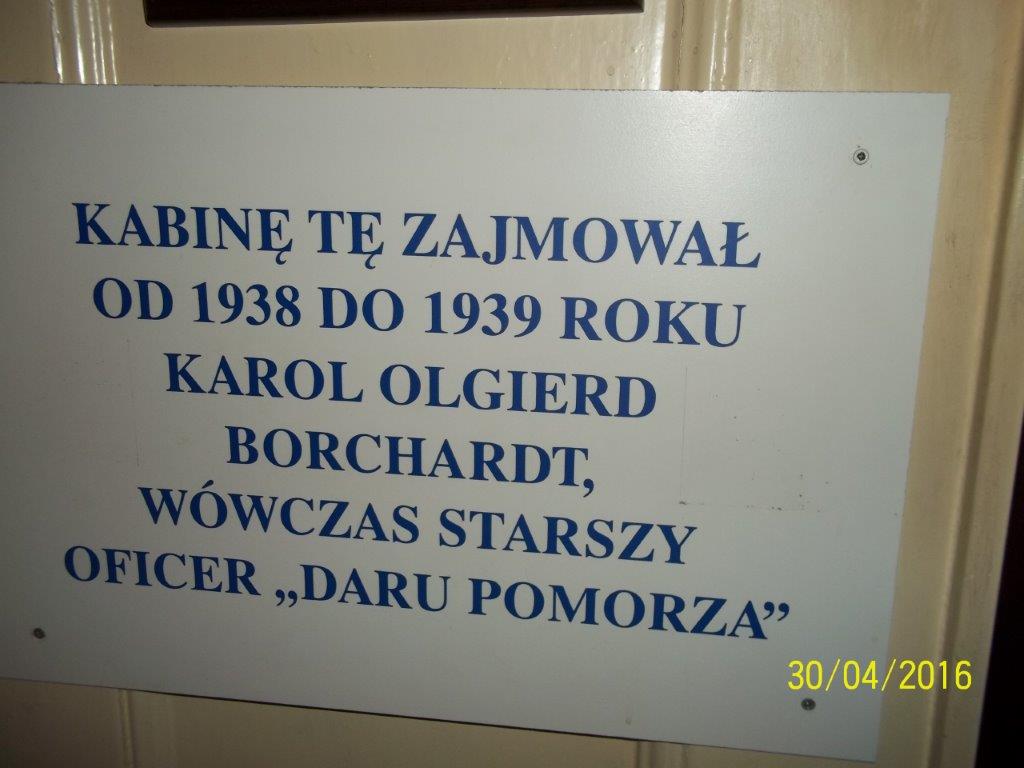 KABINĘ TĘ ZAJMOWAŁ
OD 1938 DO 1939 ROKU
KAROL OLGIERD
BORCHARDT,
WÓWCZAS STARSZY
OFICER „DARU POMORZA”
30/04/2016